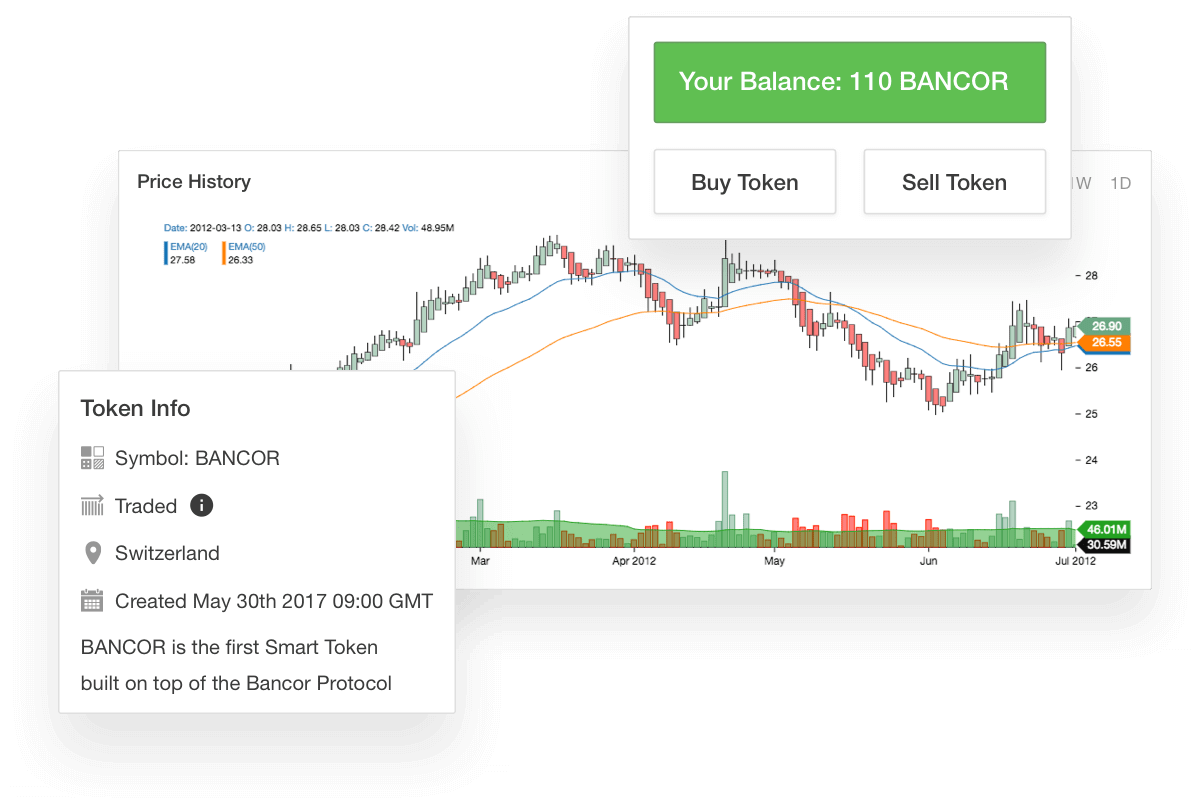 Your Balance: 110 BANCOR
Buy Token
Sell Token
Price History
1W 1D
Date: 2012-03-13 O: 28.03 H: 28.65 L: 28.03 C: 28.42 Vol: 48.95M
EMA(20) EMA(50)
27.58 26.33
28
26.90
26.55
26
25
24
23
46.01M
30.59M
Mar Apr 2012 May Jun Jul 2012
Token Info
Symbol: BANCOR
Traded i
Switzerland
Created May 30th 2017 09:00 GMT
BANCOR is the first Smart Token
built on top of the Bancor Protocol